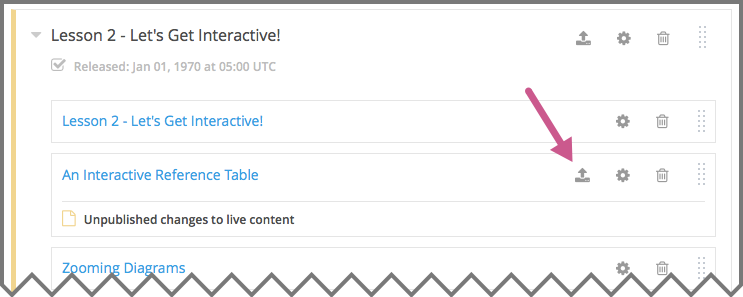 Lesson 2 - Let's Get Interactive!
Released: Jan 01, 1970 at 05:00 UTC
Lesson 2 - Let's Get Interactive!
An Interactive Reference Table
Unpublished changes to live content
Zooming Diagrams